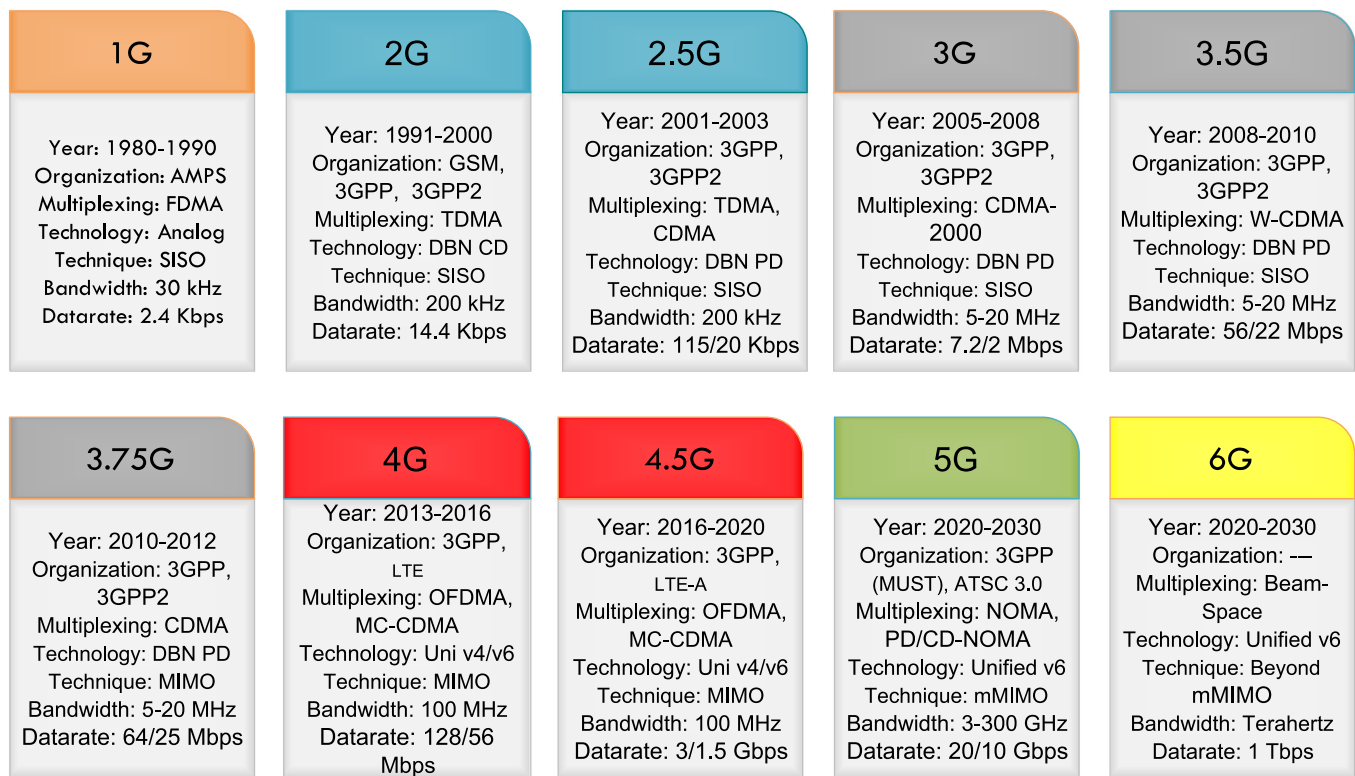 1G
Year: 1980-1990
Organization: AMPS
Multiplexing: FDMA
Technology: Analog
Technique: SISO
Bandwidth: 30 kHz
Datarate: 2.4 Kbps
2G
Year: 1991-2000
Organization: GSM,
3GPP, 3GPP2
Multiplexing: TDMA
Technology: DBN CD
Technique: SISO
Bandwidth: 200 kHz
Datarate: 14.4 Kbps
2.5G
Year: 2001-2003
Organization: 3GPP,
3GPP2
Multiplexing: TDMA,
CDMA
Technology: DBN PD
Technique: SISO
Bandwidth: 200 kHz
Datarate: 115/20 Kbps
3G
Year: 2005-2008
Organization: 3GPP,
3GPP2
Multiplexing: CDMA-
2000
Technology: DBN PD
Technique: SISO
Bandwidth: 5-20 MHz
Datarate: 7.2/2 Mbps
3.5G
Year: 2008-2010
Organization: 3GPP,
3GPP2
Multiplexing: W-CDMA
Technology: DBN PD
Technique: SISO
Bandwidth: 5-20 MHz
Datarate: 56/22 Mbps
3.75G
Year: 2010-2012
Organization: 3GPP,
3GPP2
Multiplexing: CDMA
Technology: DBN PD
Technique: MIMO
Bandwidth: 5-20 MHz
Datarate: 64/25 Mbps
4G
Year: 2013-2016
Organization: 3GPP,
LTE
Multiplexing: OFDMA,
MC-CDMA
Technology: Uni v4/v6
Technique: MIMO
Bandwidth: 100 MHz
Datarate: 128/56
Mbps
4.5G
Year: 2016-2020
Organization: 3GPP,
LTE-A
Multiplexing: OFDMA,
MC-CDMA
Technology: Uni v4/v6
Technique: MIMO
Bandwidth: 100 MHz
Datarate: 3/1.5 Gbps
5G
Year: 2020-2030
Organization: 3GPP
(MUST), ATSC 3.0
Multiplexing: NOMA,
PD/CD-NOMA
Technology: Unified v6
Technique: mMIMO
Bandwidth: 3-300 GHz
Datarate: 20/10 Gbps
6G
Year: 2020-2030
Organization: ---
Multiplexing: Beam-
Space
Technology: Unified v6
Technique: Beyond
mMIMO
Bandwidth: Terahertz
Datarate: 1 Tbps